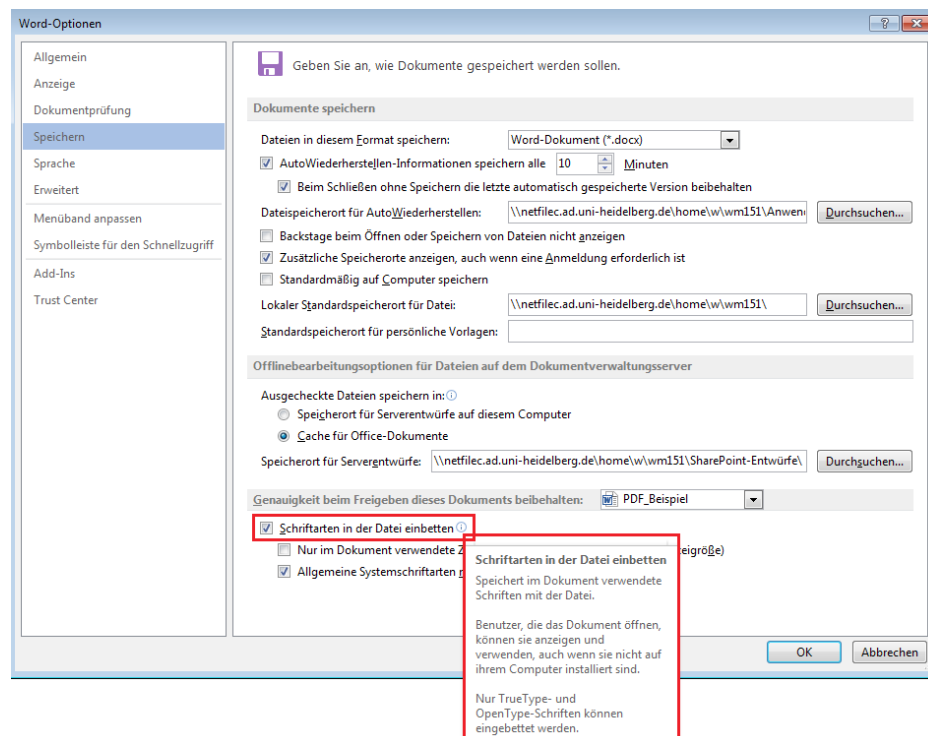 Word-Optionen
Allgemein
Anzeige
Dokumentprüfung
Speichern
Sprache
Erweitert
Menüband anpassen
Symbolleiste für den Schnellzugriff
Add-Ins
Trust Center
Geben Sie an, wie Dokumente gespeichert werden sollen.
Dokumente speichern
Dateien in diesem Format speichern: Word-Dokument (*.docx)
AutoWiederherstellen-Informationen speichern alle 10 Minuten
Beim Schließen ohne Speichern die letzte automatisch gespeicherte Version beibehalten
Dateispeicherort für AutoWiederherstellen: \\netfilec.ad.uni-heidelberg.de\home\w\wm151\Anwen Durchsuchen...
Backstage beim Öffnen oder Speichern von Dateien nicht anzeigen
Zusätzliche Speicherorte anzeigen, auch wenn eine Anmeldung erforderlich ist
Standardmäßig auf Computer speichern
Lokaler Standardspeicherort für Datei: \\netfilec.ad.uni-heidelberg.de\home\w\wm151\ Durchsuchen...
Standardspeicherort für persönliche Vorlagen:
Offlinebearbeitungsoptionen für Dateien auf dem Dokumentverwaltungsserver
Ausgecheckte Dateien speichern in:
Speicherort für Serverentwürfe auf diesem Computer
Cache für Office-Dokumente
Speicherort für Serverentwürfe: \\netfilec.ad.uni-heidelberg.de\home\w\wm151\SharePoint-Entwürfe\ Durchsuchen...
Genauigkeit beim Freigeben dieses Dokuments beibehalten: PDF_Beispiel
Schriftarten in der Datei einbetten
Nur im Dokument verwendete Z eigröße)
Allgemeine Systemschriftarten
Schriftarten in der Datei einbetten
Speichert im Dokument verwendete
Schriften mit der Datei.
Benutzer, die das Dokument öffnen,
können sie anzeigen und
verwenden, auch wenn sie nicht auf
ihrem Computer installiert sind.
Nur TrueType- und
OpenType-Schriften können
eingebettet werden.
OK Abbrechen